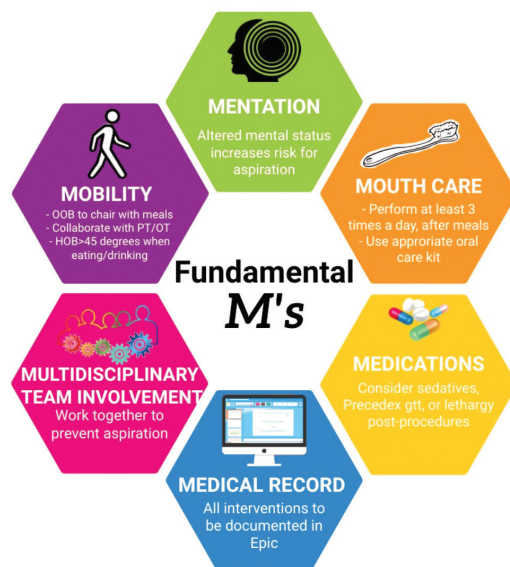 MENTATION
Altered mental status
increases risk for
aspiration
MOBILITY
- OOB to chair with meals
- Collaborate with PT/OT
- HOB>45 degrees when
eating/drinking
MOUTH CARE
- Perform at least 3
times a day, after meals
- Use approriate oral
care kit
Fundamental
M's
MULTIDISCIPLINARY
TEAM INVOLVEMENT
Work together to
prevent aspiration
MEDICATIONS
Consider sedatives,
Precedex gtt, or lethargy
post-procedures
MEDICAL RECORD
All interventions to
be documented in
Epic